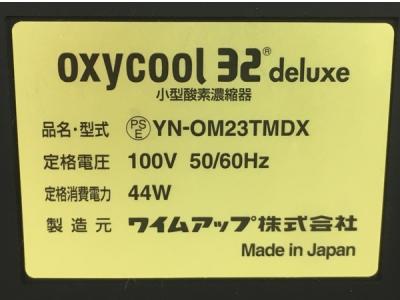 oxycool 32® deluxe
小型酸素濃縮器
品名・型式 PSE YN-OM23TMDX
定格電圧 100V 50/60Hz
定格消費電力 44W
製造元 ワイムアップ株式会社
Made in Japan